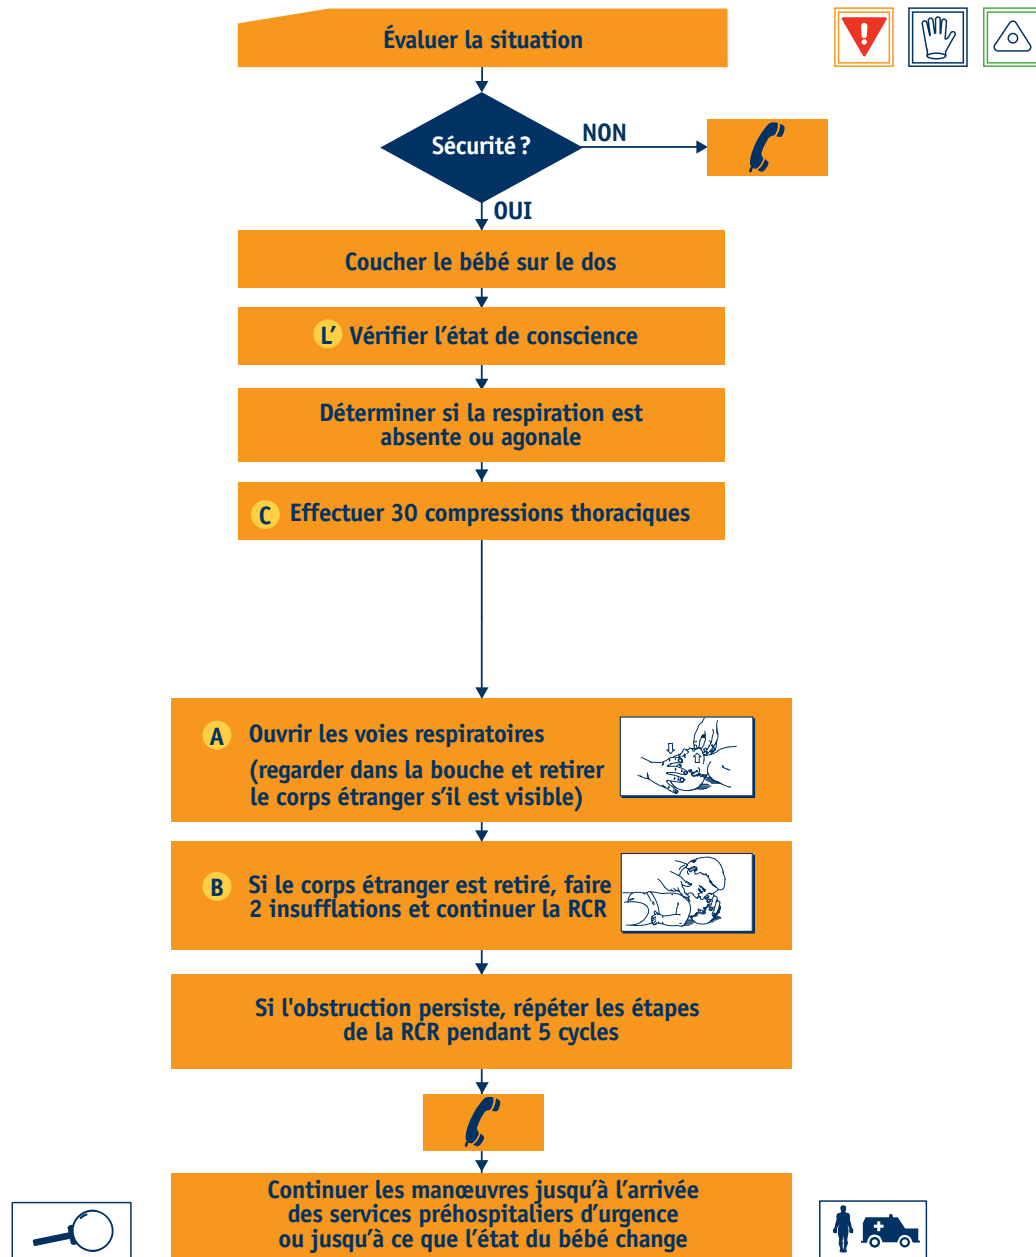 Évaluer la situation
!
Sécurité ?
NON
OUI
Coucher le bébé sur le dos
L’ Vérifier l’état de conscience
Déterminer si la respiration est
absente ou agonale
C Effectuer 30 compressions thoraciques
A Ouvrir les voies respiratoires
(regarder dans la bouche et retirer
le corps étranger s’il est visible)
B Si le corps étranger est retiré, faire
2 insufflations et continuer la RCR
Si l'obstruction persiste, répéter les étapes
de la RCR pendant 5 cycles
Continuer les manœuvres jusqu’à l’arrivée
des services préhospitaliers d’urgence
ou jusqu’à ce que l’état du bébé change